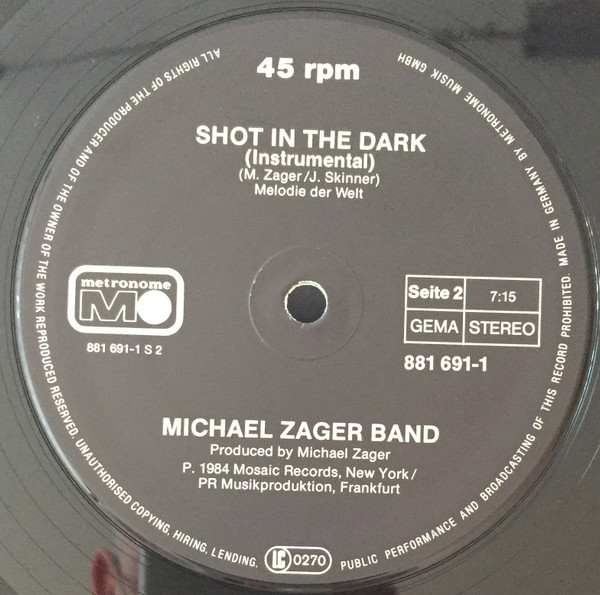 45 rpm
SHOT IN THE DARK
(Instrumental)
(M. Zager/J. Skinner)
Melodie der Welt
metronome
M
881 691-1 S 2
Seite 2
7:15
GEMA
STEREO
881 691-1
MICHAEL ZAGER BAND
Produced by Michael Zager
P. 1984 Mosaic Records, New York/
PR Musikproduktion, Frankfurt
ALL RIGHTS OF THE PRODUCER AND OF THE OWNER OF THE WORK REPRODUCED RESERVED. UNAUTHORISED COPYING, HIRING, LENDING, PUBLIC PERFORMANCE AND BROADCASTING OF THIS RECORD PROHIBITED. MADE IN GERMANY BY METRONOME MUSIK GMBH
LC 0270